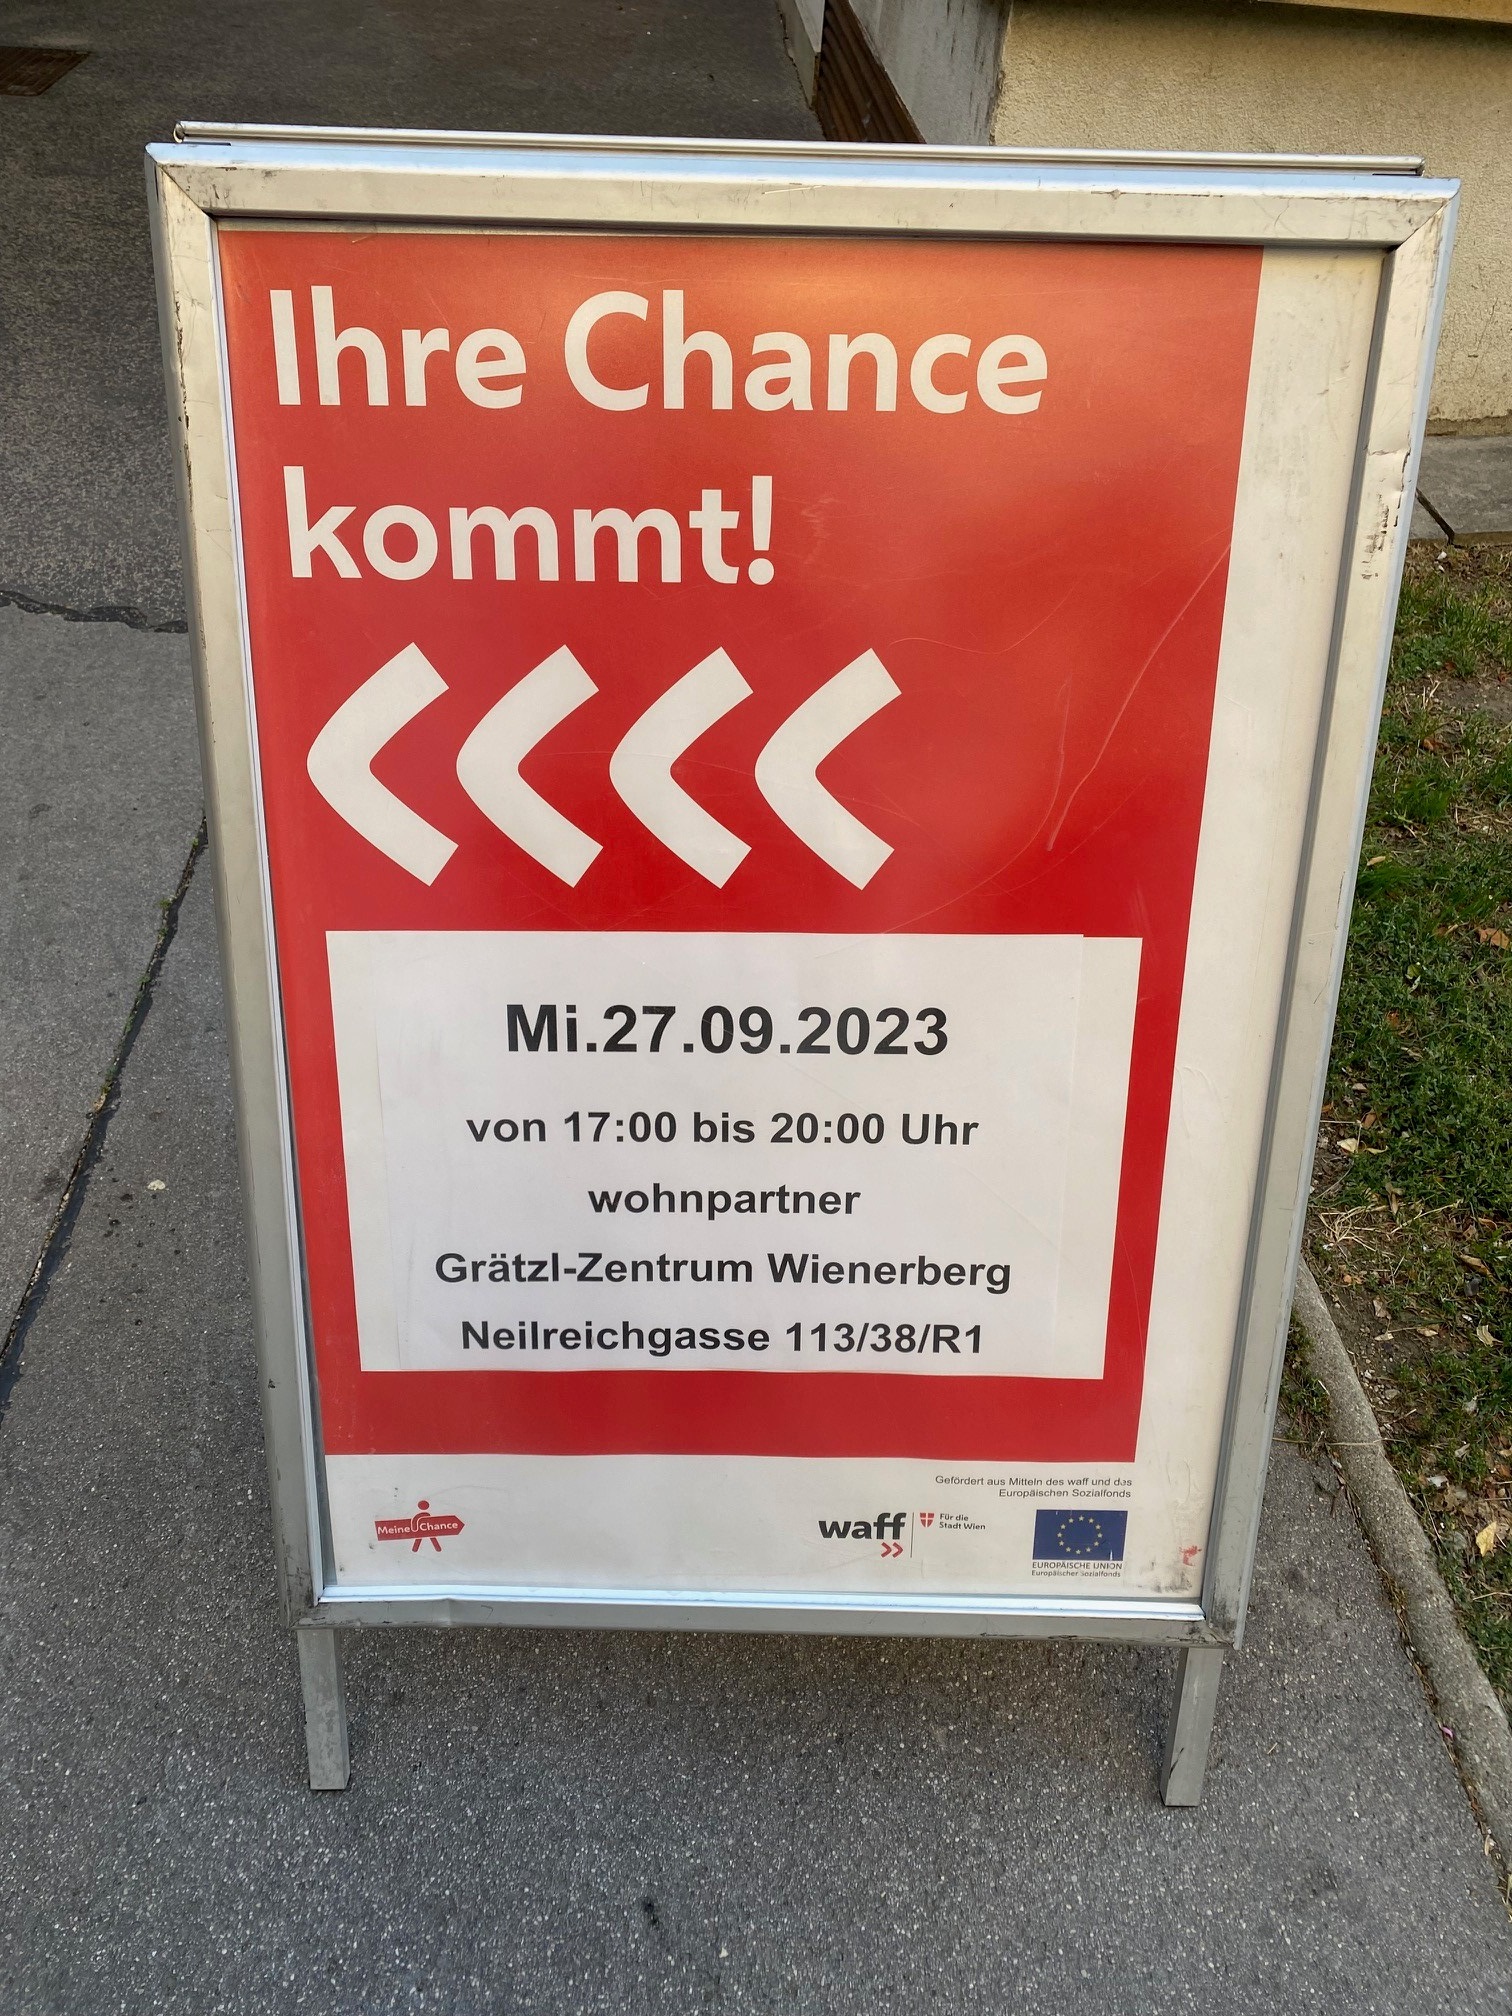 Ihre Chance
kommt!
Mi.27.09.2023
von 17:00 bis 20:00 Uhr
wohnpartner
Grätzl-Zentrum Wienerberg
Neilreichgasse 113/38/R1
Gefördert aus Mitteln des waff und des
Europäischen Sozialfonds
Meine Chance
waff
Für die
Stadt Wien
EUROPÄISCHE UNION
Europäischer Sozialfonds